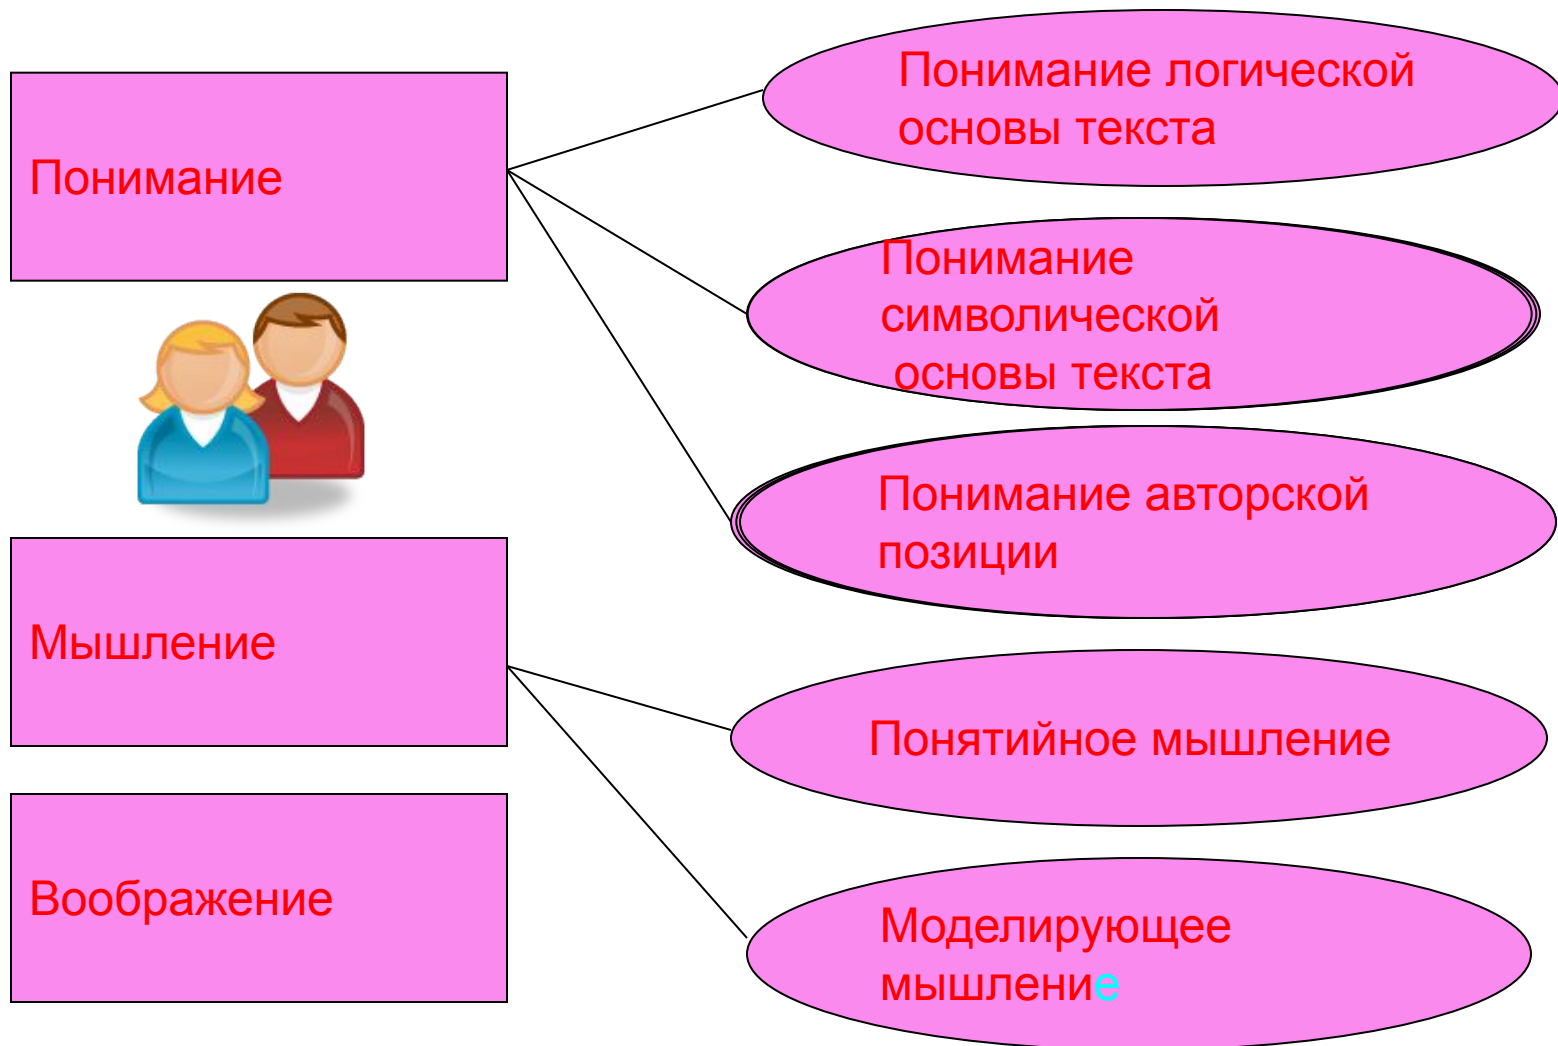 Понимание
Понимание логической
основы текста
Понимание
символической
основы текста
Понимание авторской
позиции
Мышление
Понятийное мышление
Моделирующее
мышление
Воображение